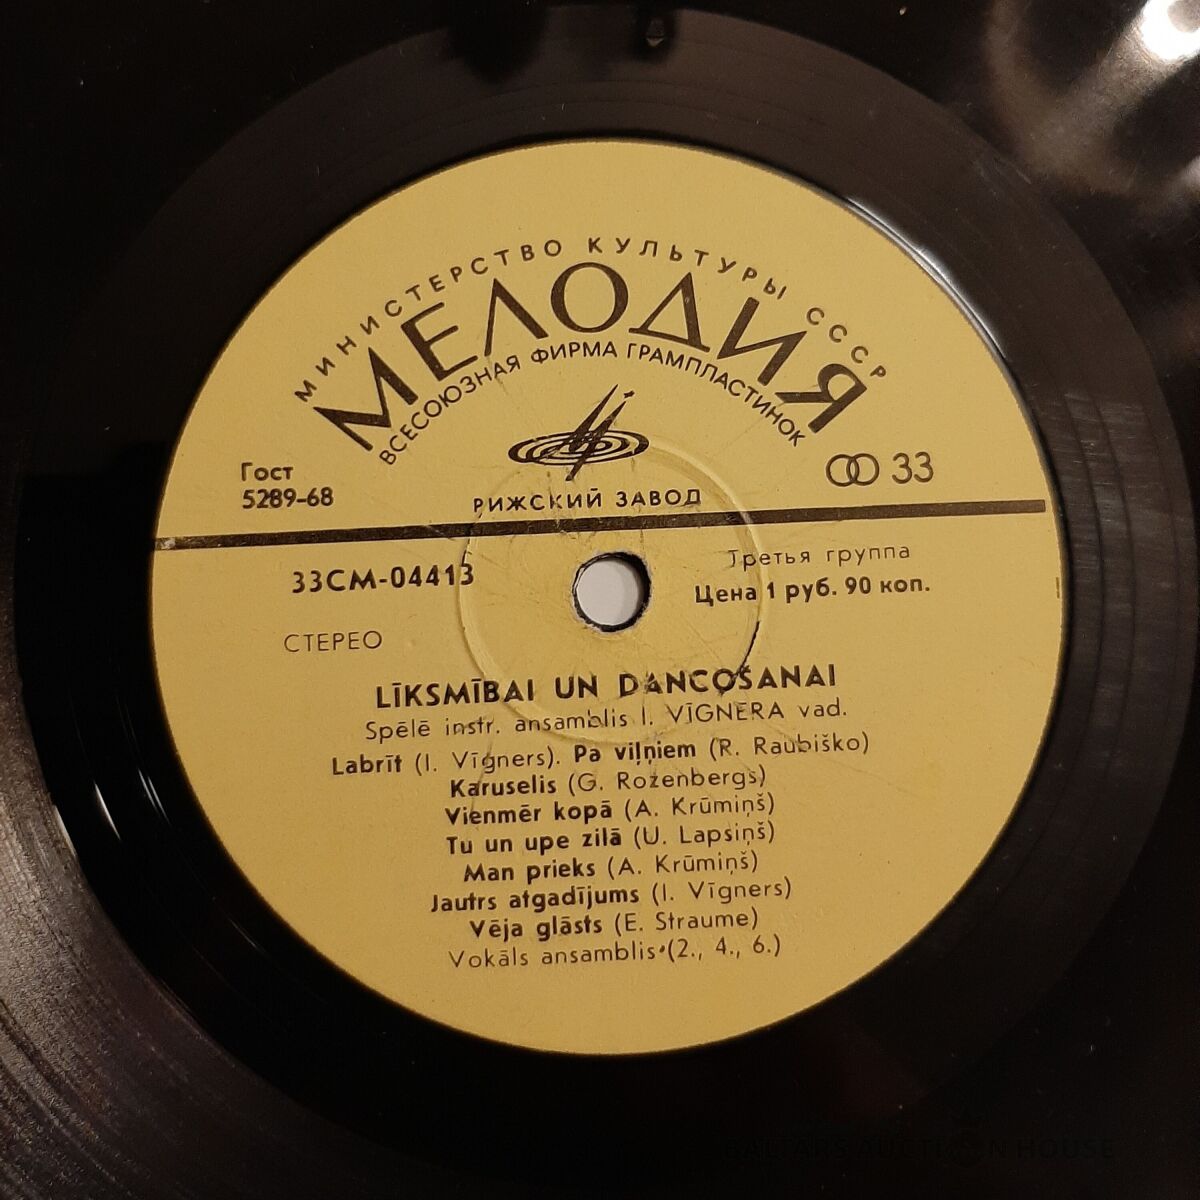 МИНИСТЕРСТВО КУЛЬТУРЫ СССР
МЕЛОДИЯ
ВСЕСОЮЗНАЯ ФИРМА ГРАМПЛАСТИНОК
Гост
5289-68
33
РИЖСКИЙ ЗАВОД
33СМ-04413
Третья группа
Цена 1 руб. 90 коп.
СТЕРЕО
LĪKSMĪBAI UN DANCOŠANAI
Spēlē instr. ansamblis I. VĪGNERA vad.
Labrīt (I. Vīgners). Pa viļņiem (R. Raubiško)
Karuselis (G. Rozenbergs)
Vienmēr kopā (A. Krūmiņš)
Tu un upe zilā (U. Lapsiņš)
Man prieks (A. Krūmiņš)
Jautrs atgadījums (I. Vīgners)
Vēja glāsts (E. Straume)
Vokāls ansamblis (2., 4., 6.)
BALTARS AUCTION HOUSE